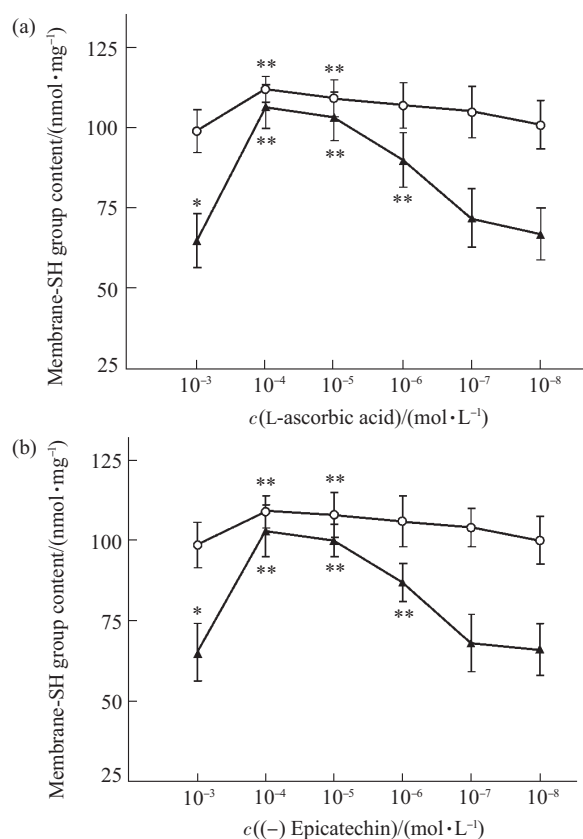 (a)
Membrane-SH group content/(nmol·mg⁻¹)
125
100
75
50
25
** **
** **
* **
10⁻³ 10⁻⁴ 10⁻⁵ 10⁻⁶ 10⁻⁷ 10⁻⁸
c(L-ascorbic acid)/(mol·L⁻¹)
(b)
Membrane-SH group content/(nmol·mg⁻¹)
125
100
75
50
25
** **
** **
* **
10⁻³ 10⁻⁴ 10⁻⁵ 10⁻⁶ 10⁻⁷ 10⁻⁸
c((−) Epicatechin)/(mol·L⁻¹)